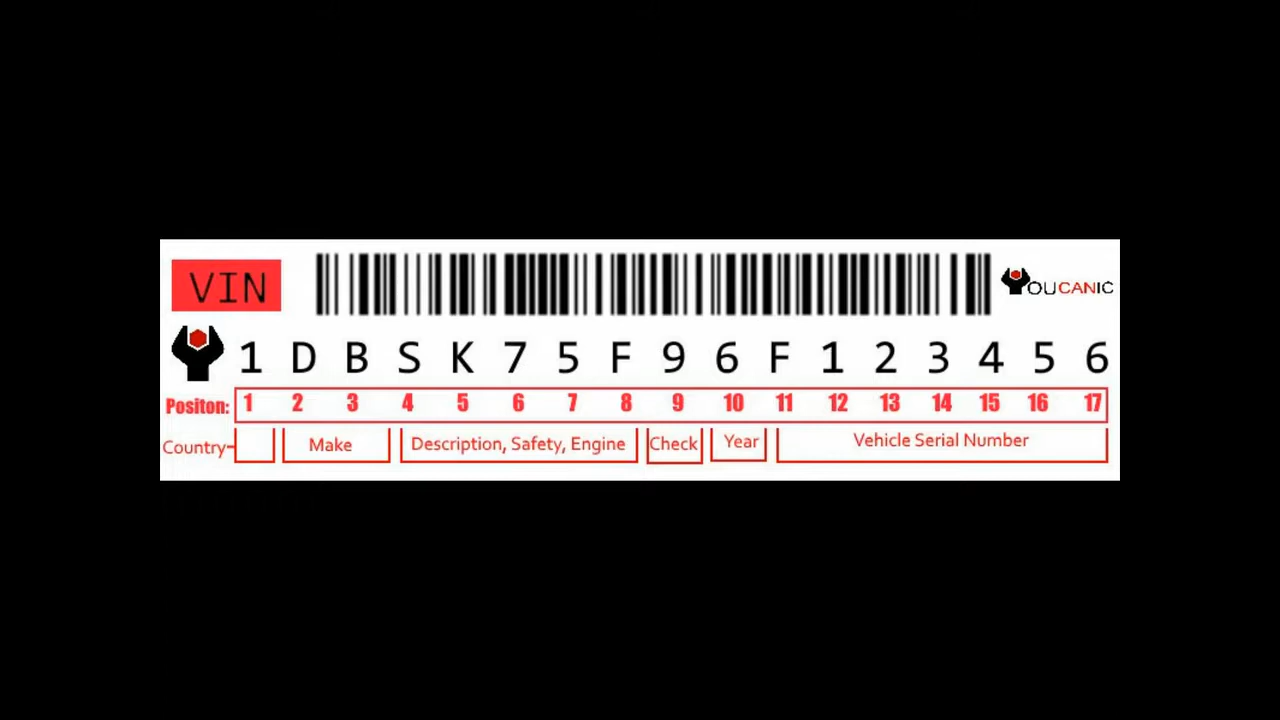 VIN
YOUCANIC
1 D B S K 7 5 F 9 6 F 1 2 3 4 5 6
Positon: 1 2 3 4 5 6 7 8 9 10 11 12 13 14 15 16 17
Country Make Description, Safety, Engine Check Year Vehicle Serial Number